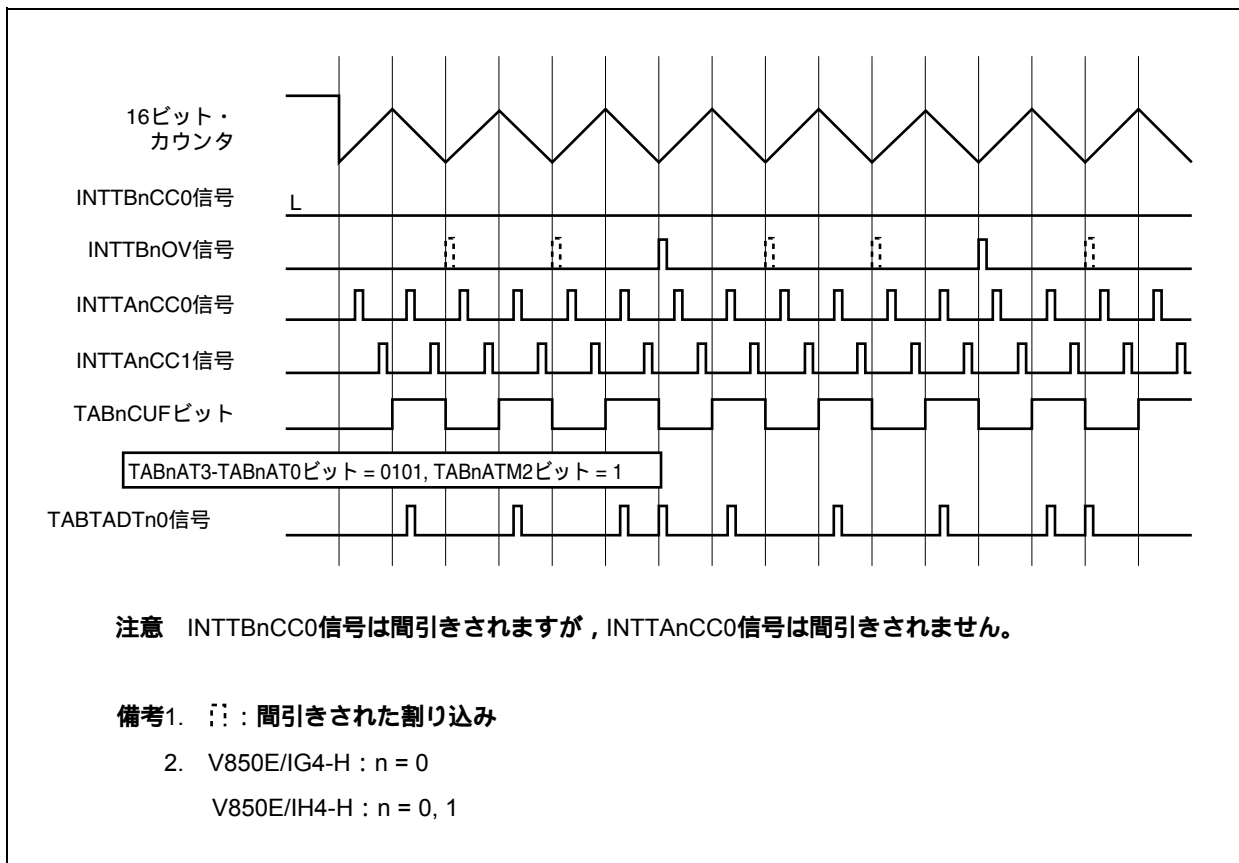 16ビット・
カウンタ
INTTBnCC0信号
L
INTTBnOV信号
INTTAnCC0信号
INTTAnCC1信号
TABnCUFビット
TABnAT3-TABnAT0ビット = 0101, TABnATM2ビット = 1
TABTADTn0信号
注意 INTTBnCC0信号は間引きされますが，INTTAnCC0信号は間引きされません。
備考1. ：間引きされた割り込み
2. V850E/IG4-H：n = 0
V850E/IH4-H：n = 0, 1